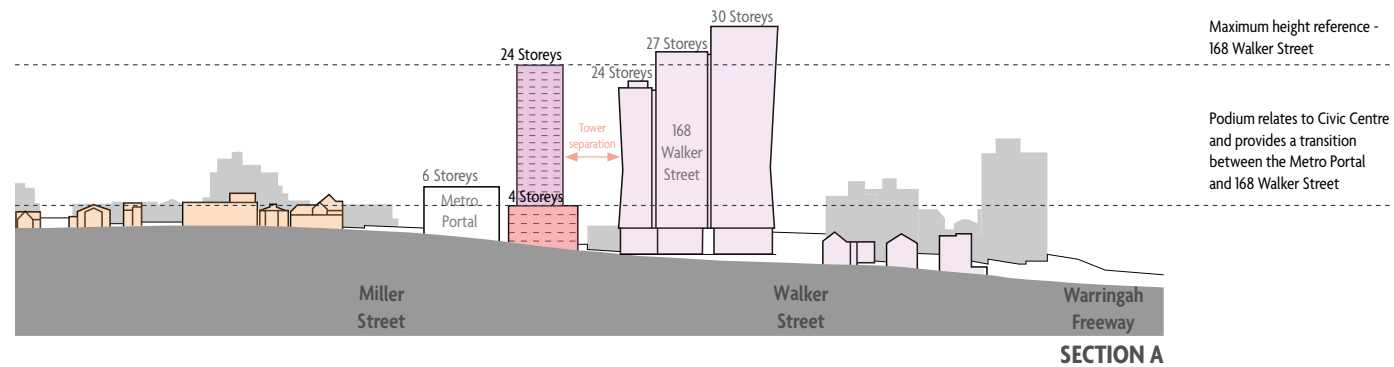 30 Storeys
27 Storeys
24 Storeys
24 Storeys
Maximum height reference -
168 Walker Street
Tower
separation
168
Walker
Street
Podium relates to Civic Centre
and provides a transition
between the Metro Portal
and 168 Walker Street
6 Storeys
Metro
Portal
4 Storeys
Miller
Street
Walker
Street
Warringah
Freeway
SECTION A